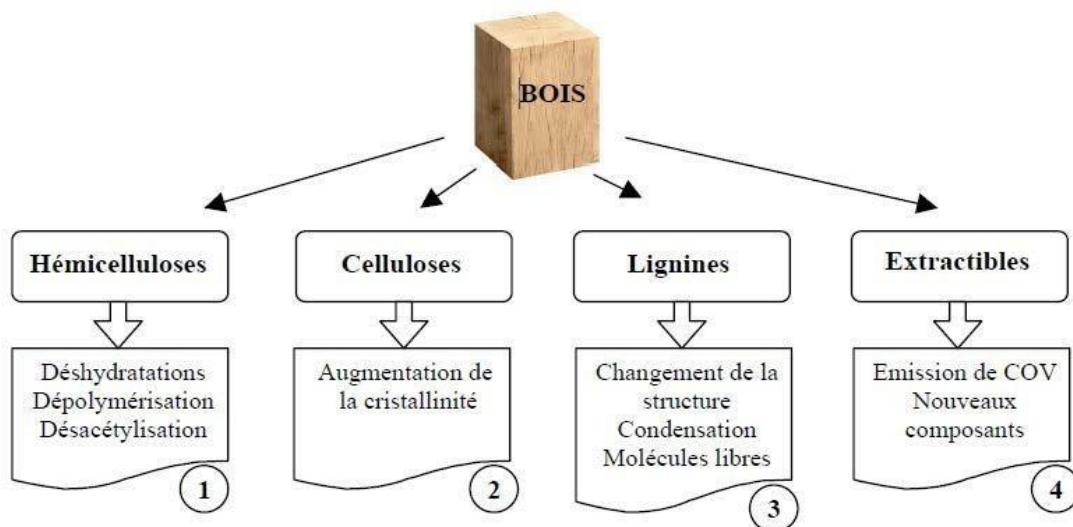 BOIS
Hémicelluloses
Celluloses
Lignines
Extractibles
Déshydratations
Dépolymérisation
Désacétylisation
1
Augmentation de
la cristallinité
2
Changement de la
structure
Condensation
Molécules libres
3
Emission de COV
Nouveaux
composants
4